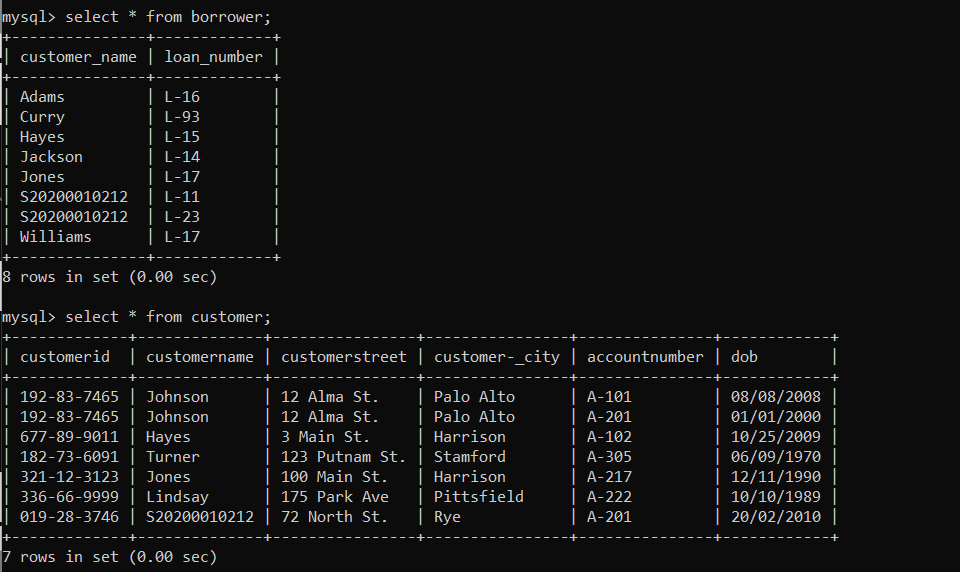 mysql> select * from borrower;
+---------------+-------------+
| customer_name | loan_number |
+---------------+-------------+
| Adams         | L-16        |
| Curry         | L-93        |
| Hayes         | L-15        |
| Jackson       | L-14        |
| Jones         | L-17        |
| S20200010212  | L-11        |
| S20200010212  | L-23        |
| Williams      | L-17        |
+---------------+-------------+
8 rows in set (0.00 sec)

mysql> select * from customer;
+-------------+--------------+----------------+----------------+---------------+------------+
| customerid  | customername | customerstreet | customer-_city | accountnumber | dob        |
+-------------+--------------+----------------+----------------+---------------+------------+
| 192-83-7465 | Johnson      | 12 Alma St.    | Palo Alto      | A-101         | 08/08/2008 |
| 192-83-7465 | Johnson      | 12 Alma St.    | Palo Alto      | A-201         | 01/01/2000 |
| 677-89-9011 | Hayes        | 3 Main St.     | Harrison       | A-102         | 10/25/2009 |
| 182-73-6091 | Turner       | 123 Putnam St. | Stamford       | A-305         | 06/09/1970 |
| 321-12-3123 | Jones        | 100 Main St.   | Harrison       | A-217         | 12/11/1990 |
| 336-66-9999 | Lindsay      | 175 Park Ave   | Pittsfield     | A-222         | 10/10/1989 |
| 019-28-3746 | S20200010212 | 72 North St.   | Rye            | A-201         | 20/02/2010 |
+-------------+--------------+----------------+----------------+---------------+------------+
7 rows in set (0.00 sec)